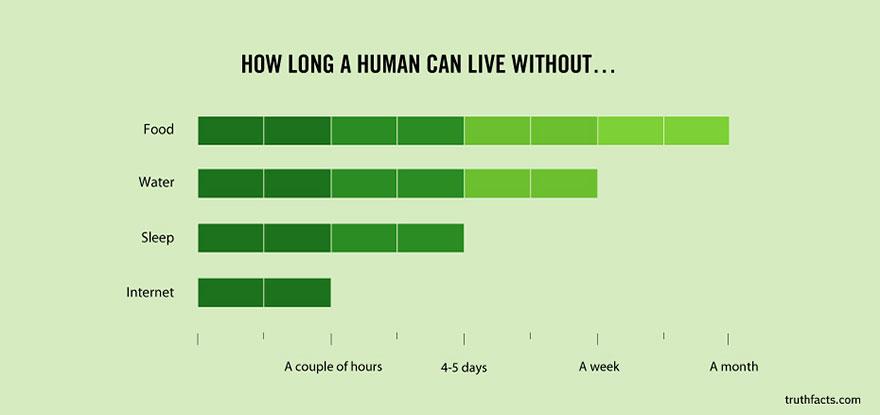 HOW LONG A HUMAN CAN LIVE WITHOUT...
Food
Water
Sleep
Internet
A couple of hours 4-5 days A week A month
truthfacts.com